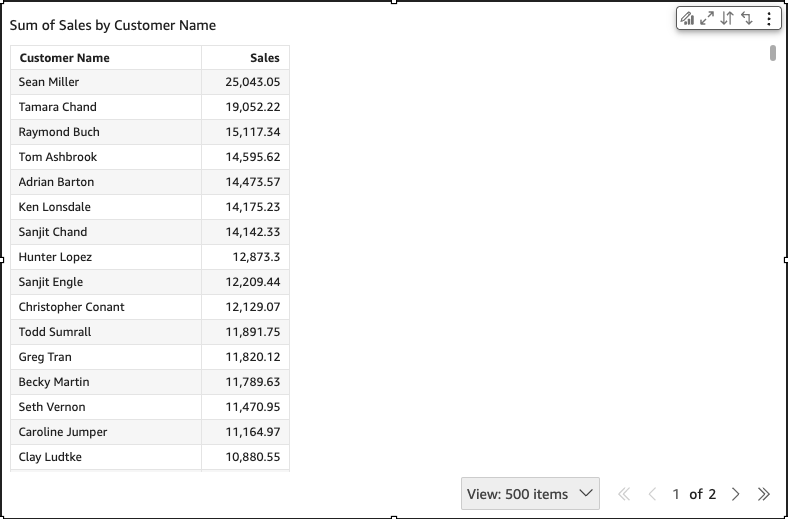 Sum of Sales by Customer Name
Customer Name Sales
Sean Miller 25,043.05
Tamara Chand 19,052.22
Raymond Buch 15,117.34
Tom Ashbrook 14,595.62
Adrian Barton 14,473.57
Ken Lonsdale 14,175.23
Sanjit Chand 14,142.33
Hunter Lopez 12,873.3
Sanjit Engle 12,209.44
Christopher Conant 12,129.07
Todd Sumrall 11,891.75
Greg Tran 11,820.12
Becky Martin 11,789.63
Seth Vernon 11,470.95
Caroline Jumper 11,164.97
Clay Ludtke 10,880.55
View: 500 items 1 of 2